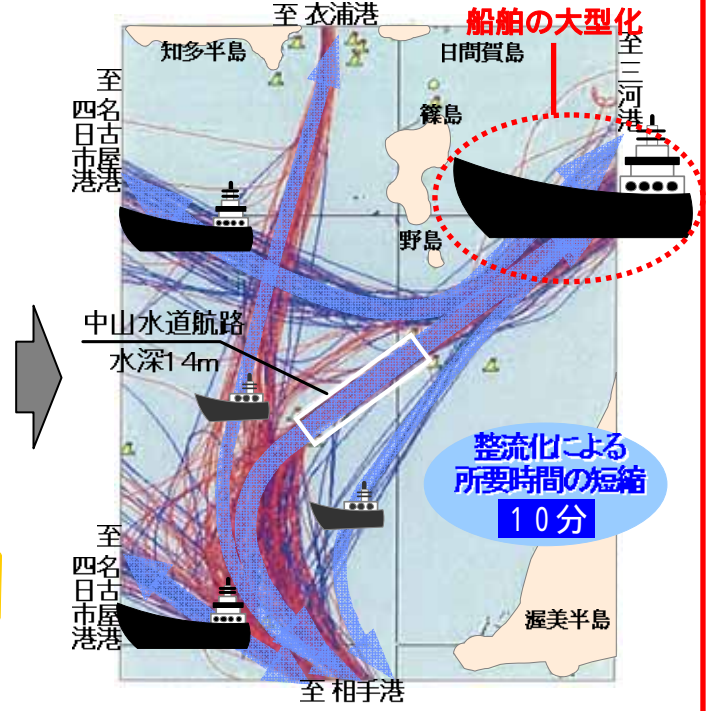 至 衣浦港
船舶の大型化
知多半島
日間賀島
至三河港
至
四日市港
名古屋港
篠島
野島
中山水道航路
水深14m
整流化による
所要時間の短縮
10分
至
四日市港
名古屋港
渥美半島
至 相手港